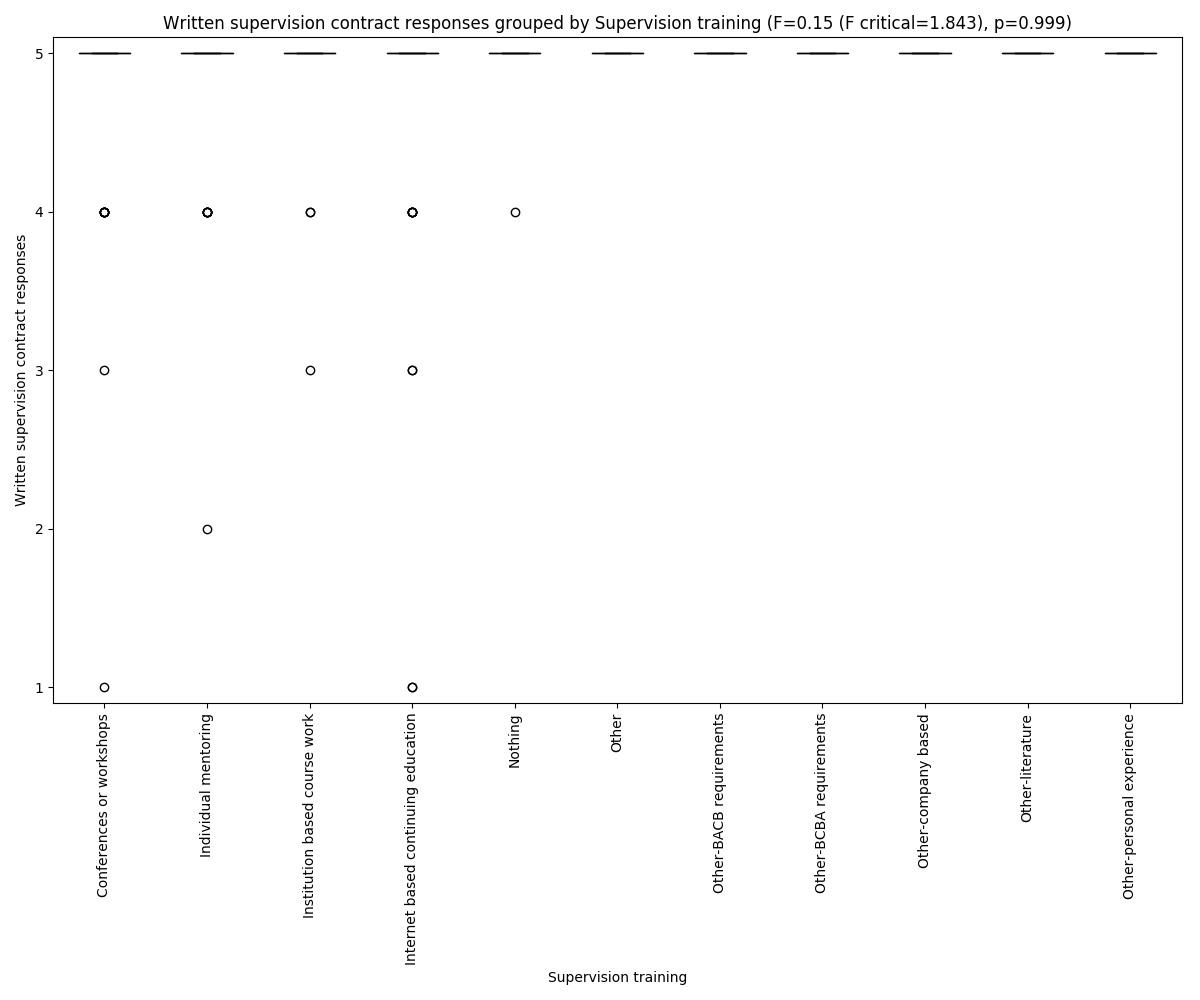 Written supervision contract responses grouped by Supervision training (F=0.15 (F critical=1.843), p=0.999)
Written supervision contract responses
5
4
3
2
1
Conferences or workshops
Individual mentoring
Institution based course work
Internet based continuing education
Nothing
Other
Other-BACB requirements
Other-BCBA requirements
Other-company based
Other-literature
Other-personal experience
Supervision training